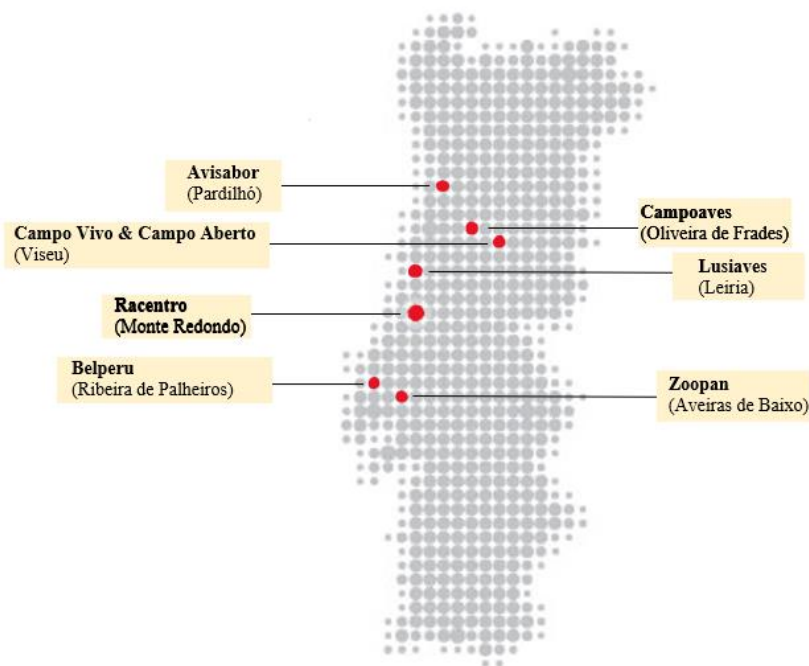 Avisabor
(Pardilhó)
Campoaves
(Oliveira de Frades)
Campo Vivo & Campo Aberto
(Viseu)
Lusiaves
(Leiria)
Racentro
(Monte Redondo)
Belperu
(Ribeira de Palheiros)
Zoopan
(Aveiras de Baixo)